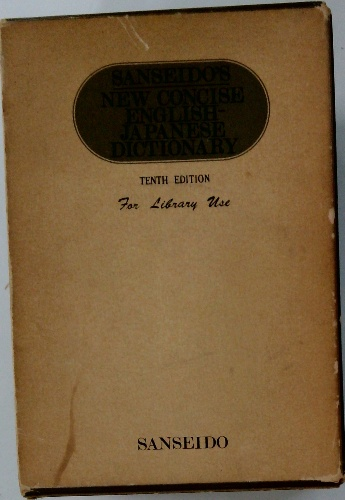 SANSEIDO'S
NEW CONCISE
ENGLISH-
JAPANESE
DICTIONARY
TENTH EDITION
For Library Use
SANSEIDO